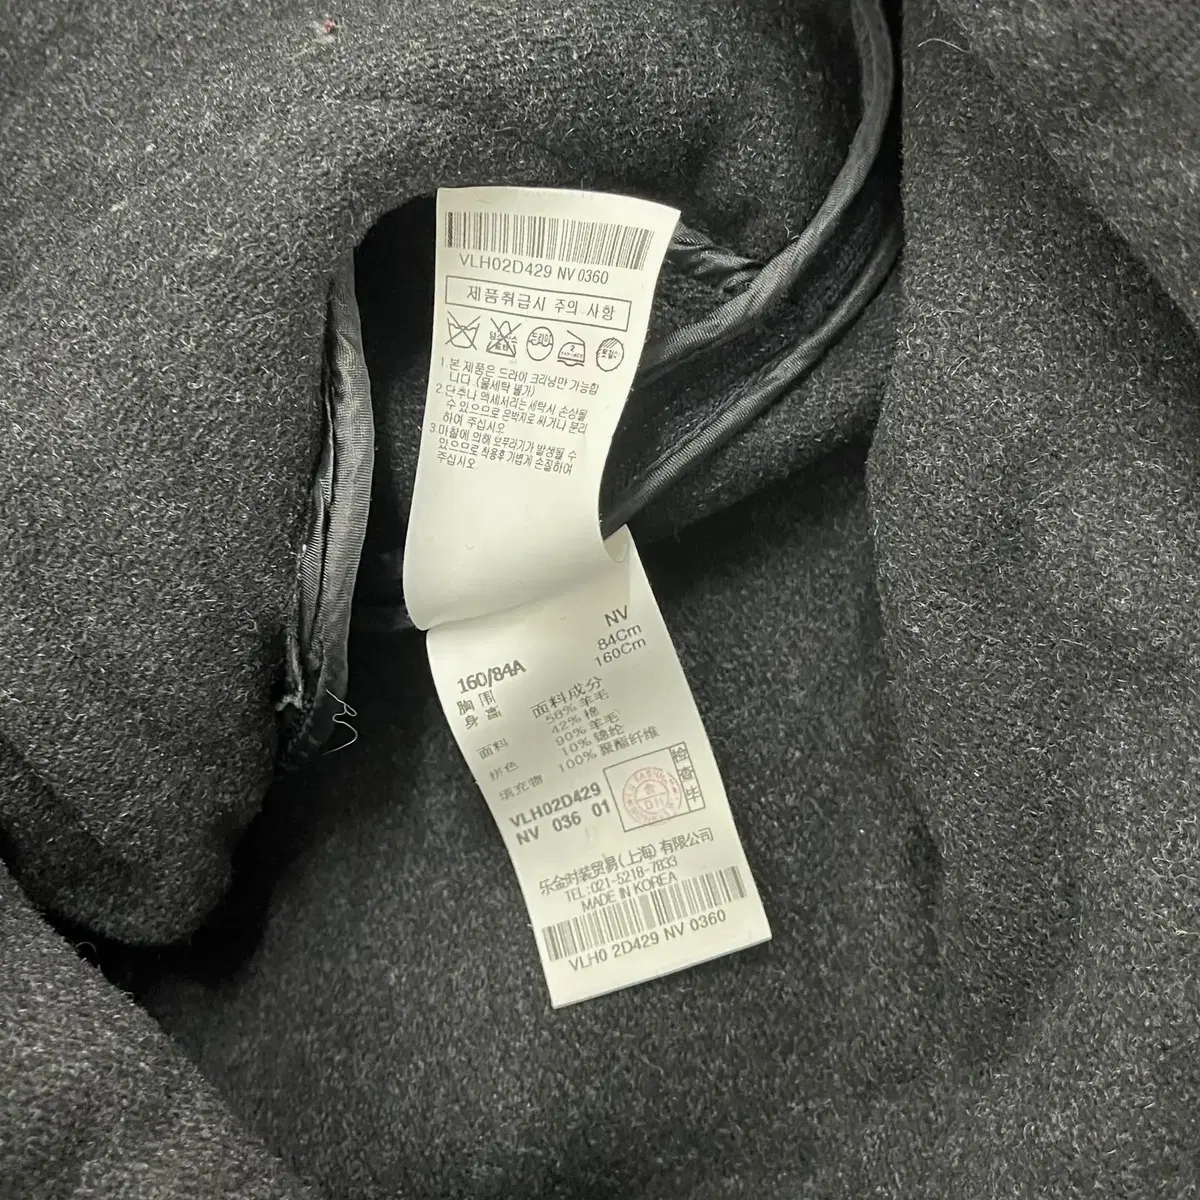 VLH02D429 NV 0360
제품취급시 주의 사항
드라이
1.본 제품은 드라이 크리닝만 가능합
니다 (물세탁 불가)
2.단추나 액세서리는 세탁시 손상될
수 있으므로 은박지로 싸거나 분리
하여 주십시오
3.마찰에 의해 보푸라기가 발생될 수
있으므로 착용후 가볍게 손질하여
주십시오
NV
160/84A 84Cm
胸围 160Cm
身高
面料成分
面料 58% 羊毛
42% 棉
拼色 90% 羊毛
10% 锦纶
填充物 100% 聚酯纤维
VLH02D429
NV 036 01
检查毕
乐金时装贸易(上海)有限公司
TEL:021-5218-7833
MADE IN KOREA
VLH0 2D429 NV 0360